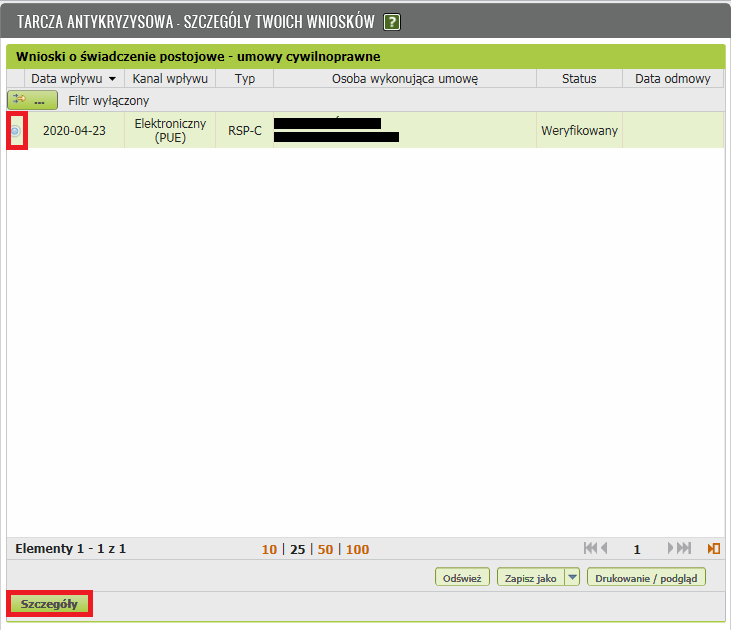 TARCZA ANTYKRYZYSOWA - SZCZEGÓŁY TWOICH WNIOSKÓW ?
Wnioski o świadczenie postojowe - umowy cywilnoprawne
Data wpływu Kanał wpływu Typ Osoba wykonująca umowę Status Data odmowy
... Filtr wyłączony
2020-04-23 Elektroniczny (PUE) RSP-C Weryfikowany
Elementy 1 - 1 z 1 10 | 25 | 50 | 100 1
Odśwież Zapisz jako Drukowanie / podgląd
Szczegóły